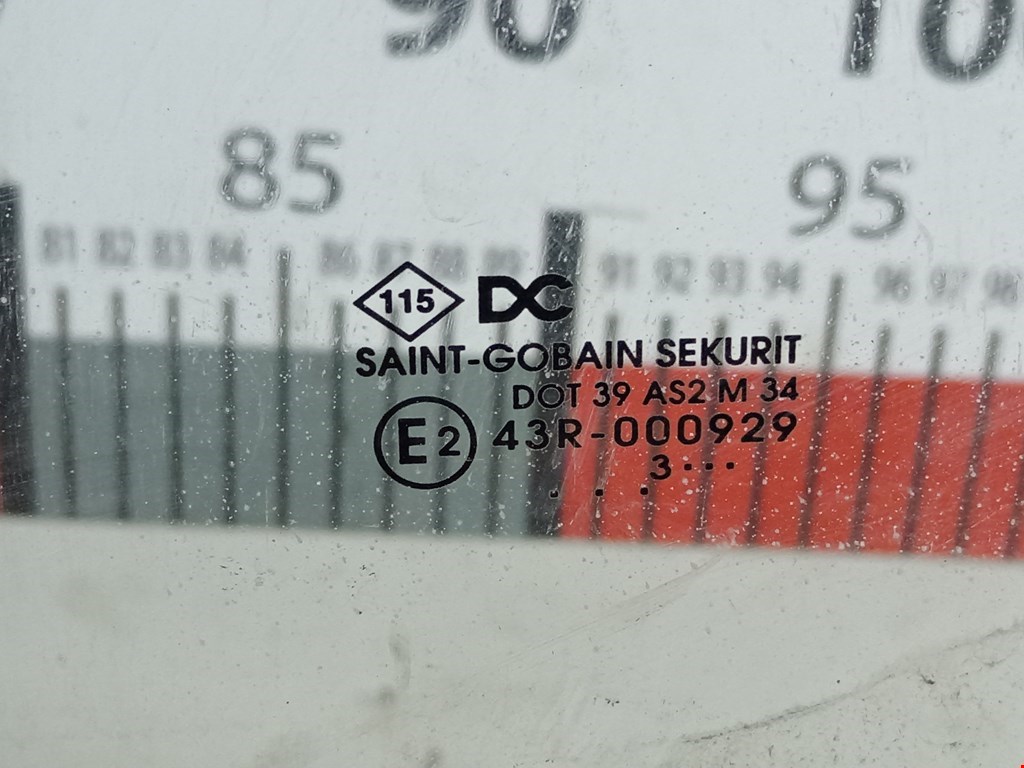 90 10
85 95
81 82 83 84 86 87 88 89 91 92 93 94 96 97 98
115 DC
SAINT-GOBAIN SEKURIT
DOT 39 AS2 M 34
E2 43R-000929
3...
. . .